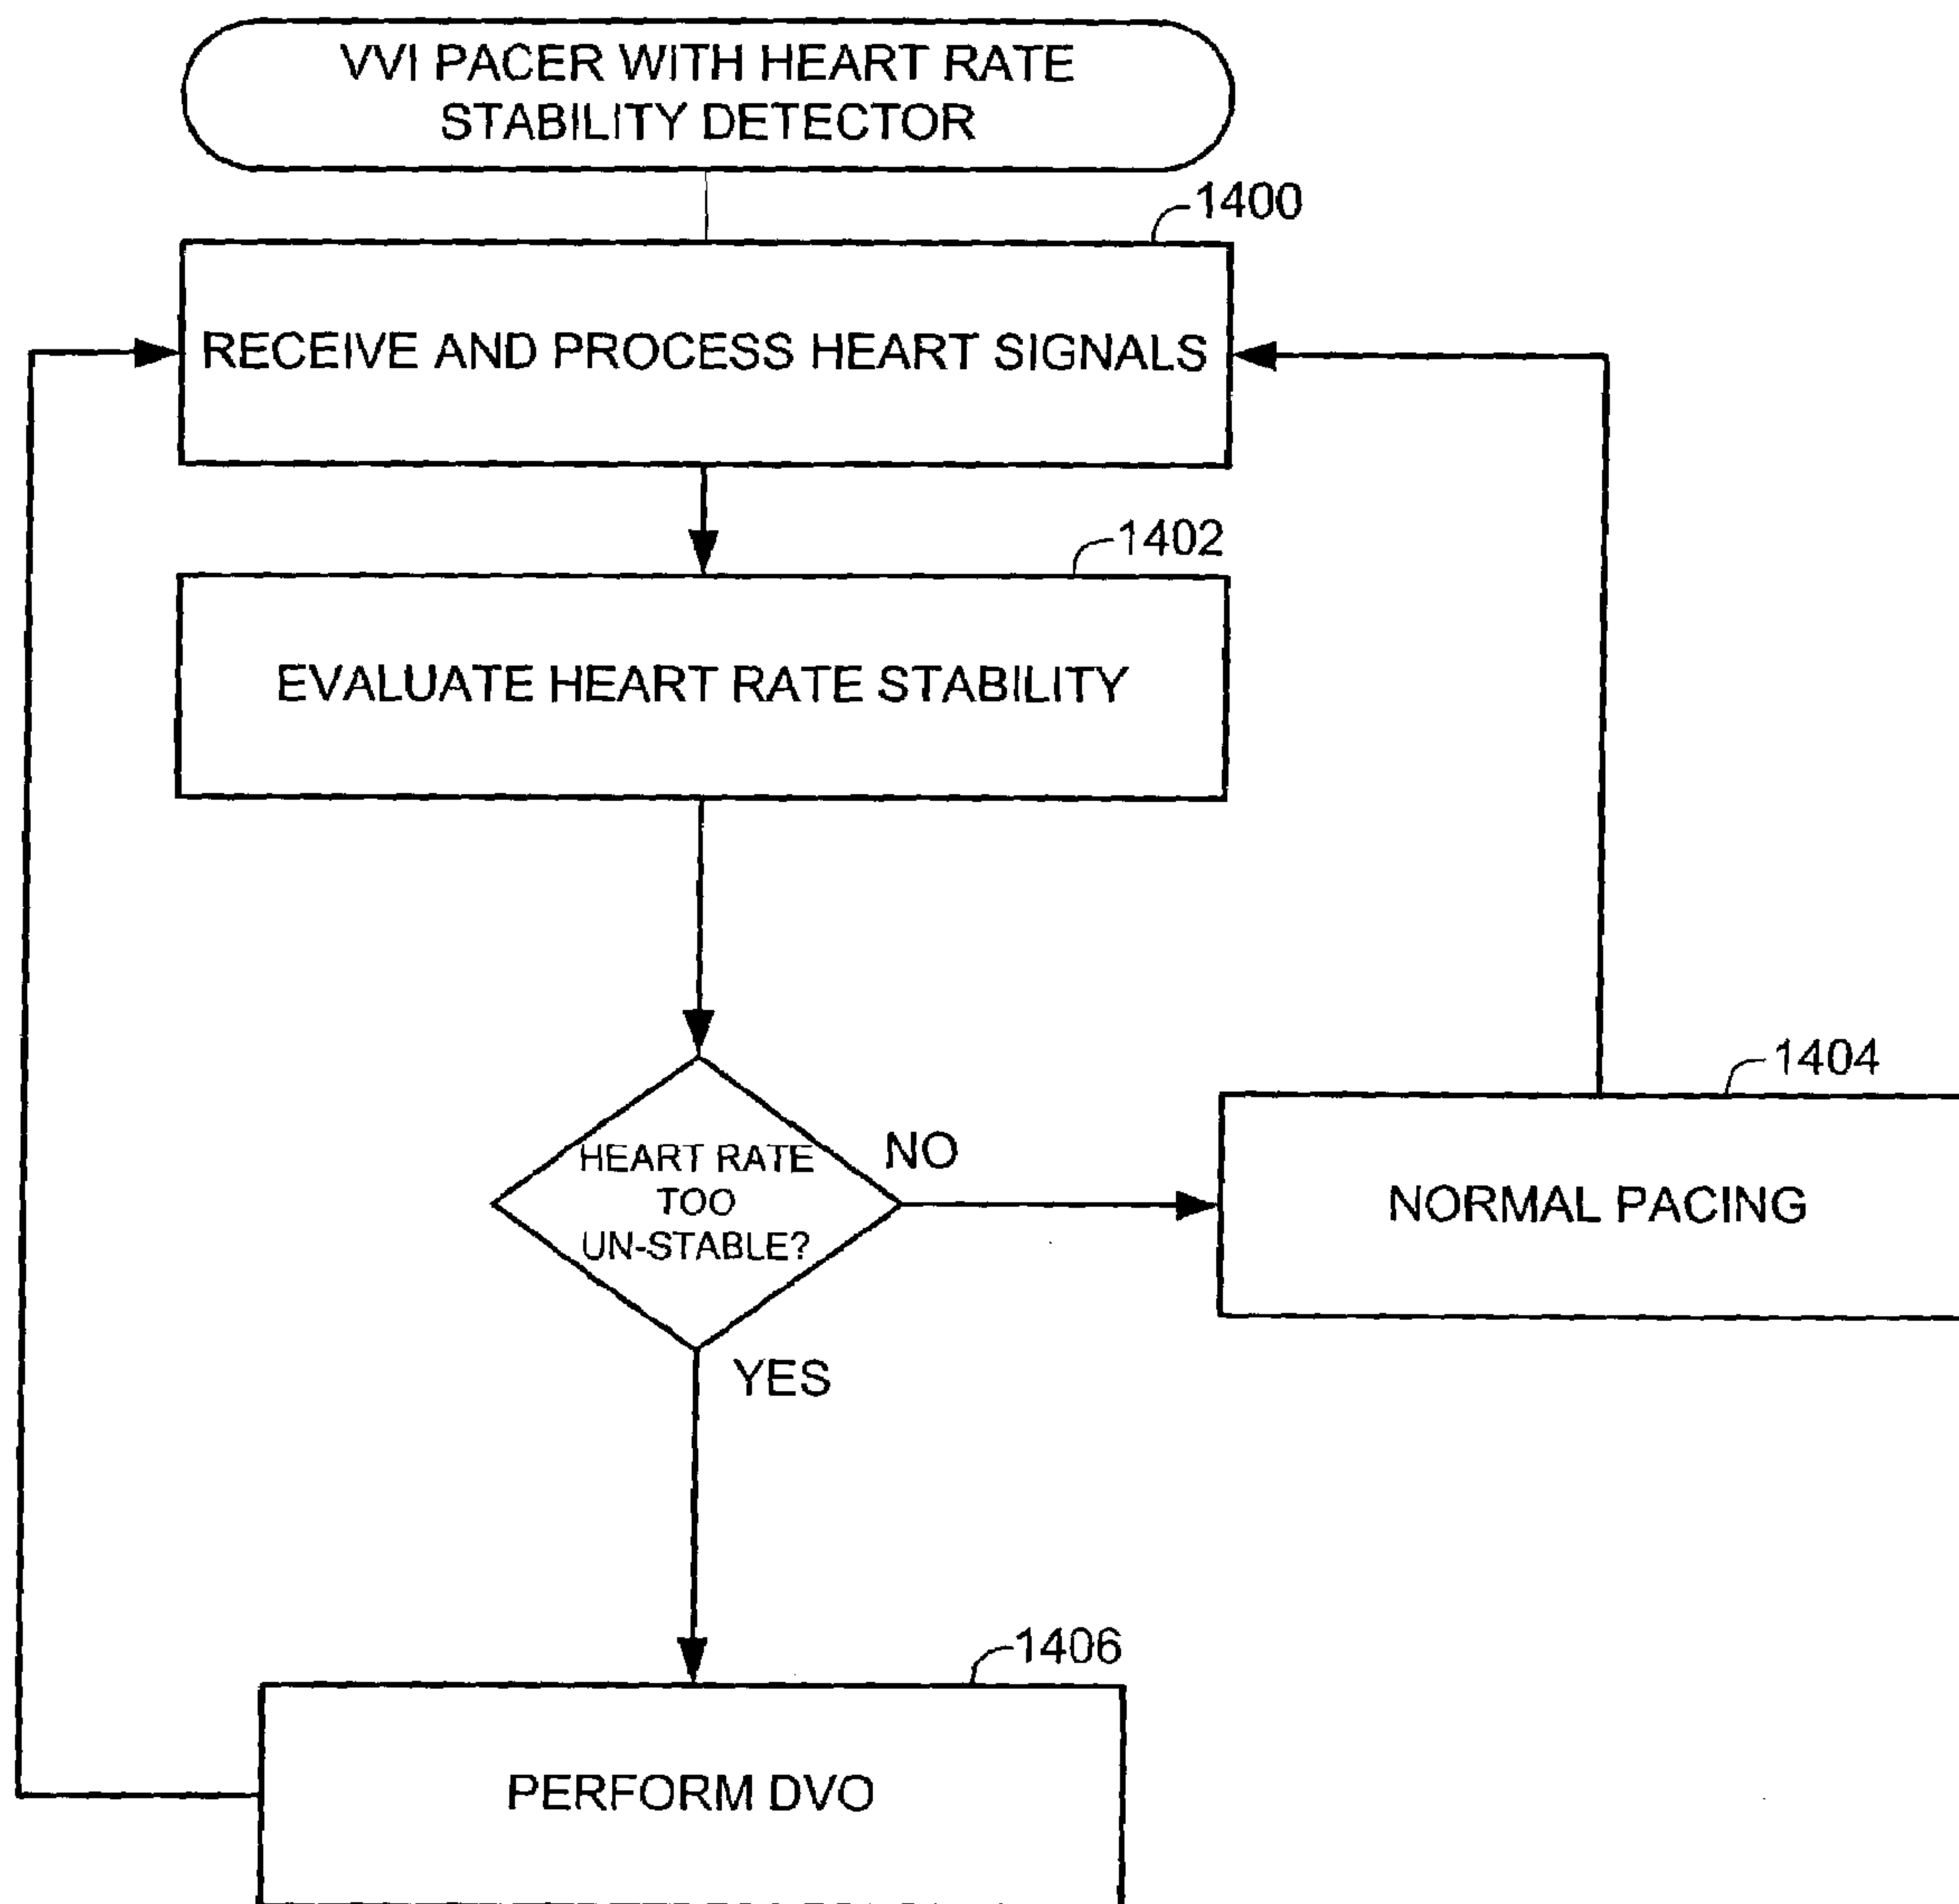 VVI PACER WITH HEART RATE
STABILITY DETECTOR
1400
RECEIVE AND PROCESS HEART SIGNALS
1402
EVALUATE HEART RATE STABILITY
HEART RATE
TOO
UN-STABLE?
NO
1404
NORMAL PACING
YES
1406
PERFORM DVO